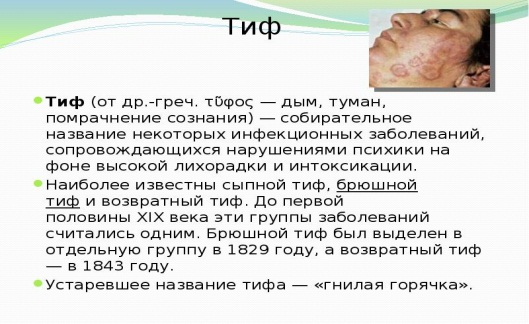 Тиф
Тиф (от др.-греч. τῦφος — дым, туман,
помрачнение сознания) — собирательное
название некоторых инфекционных заболеваний,
сопровождающихся нарушениями психики на
фоне высокой лихорадки и интоксикации.
Наиболее известны сыпной тиф, брюшной
тиф и возвратный тиф. До первой
половины XIX века эти группы заболеваний
считались одним. Брюшной тиф был выделен в
отдельную группу в 1829 году, а возвратный тиф
— в 1843 году.
Устаревшее название тифа — «гнилая горячка».